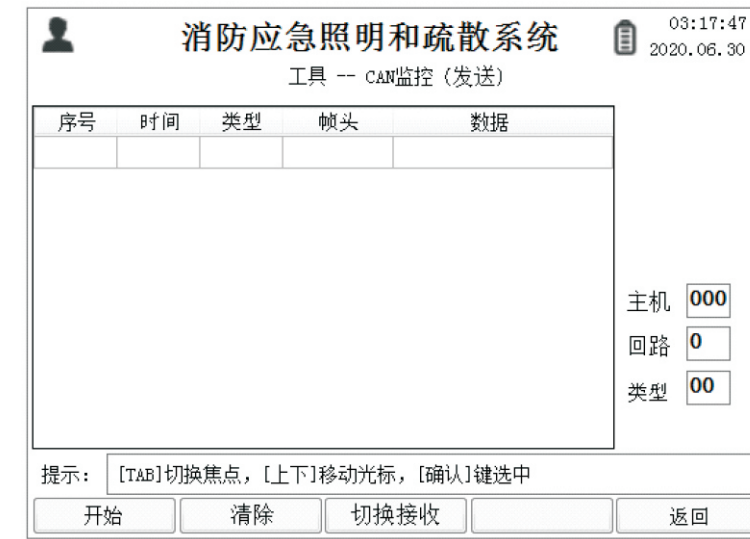 消防应急照明和疏散系统
03:17:47
2020.06.30
工具 -- CAN监控（发送）
序号 时间 类型 帧头 数据
主机 000
回路 0
类型 00
提示： [TAB]切换焦点，[上下]移动光标，[确认]键选中
开始 清除 切换接收 返回